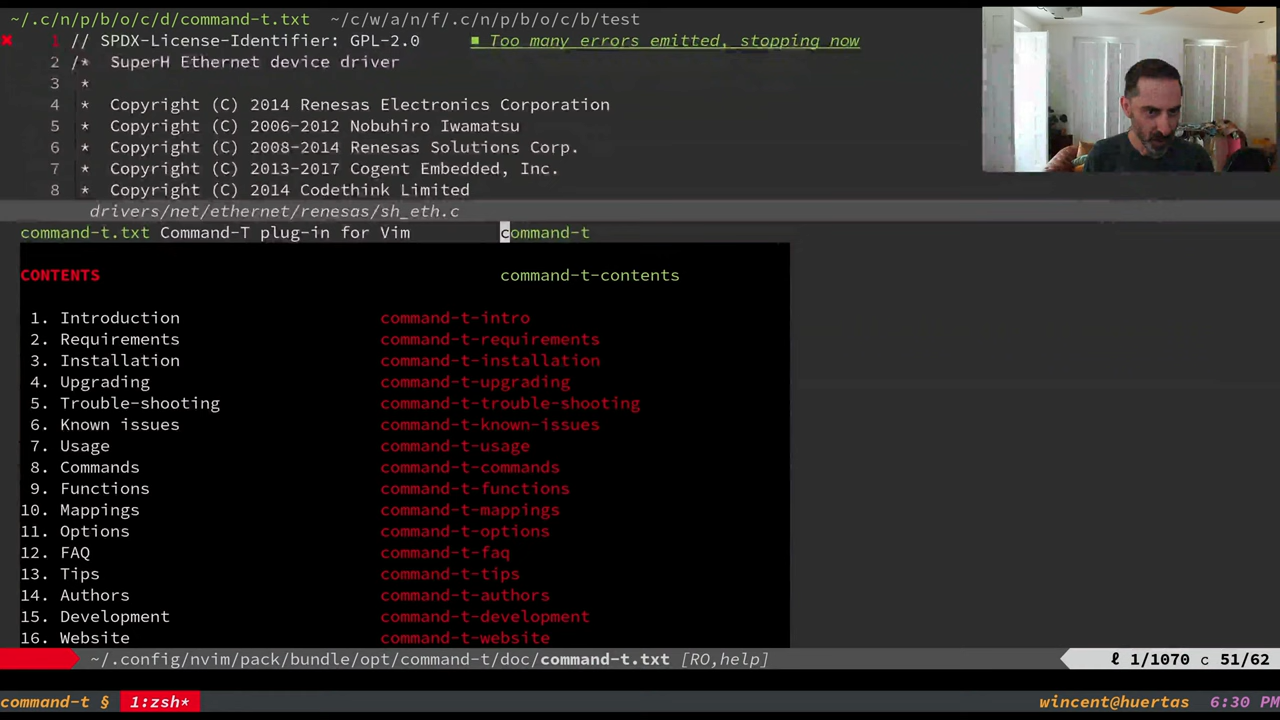 ~/.c/n/p/b/o/c/d/command-t.txt ~/c/w/a/n/f/.c/n/p/b/o/c/b/test
✖ 1 // SPDX-License-Identifier: GPL-2.0 ■ Too many errors emitted, stopping now
2 /* SuperH Ethernet device driver
3 *
4 * Copyright (C) 2014 Renesas Electronics Corporation
5 * Copyright (C) 2006-2012 Nobuhiro Iwamatsu
6 * Copyright (C) 2008-2014 Renesas Solutions Corp.
7 * Copyright (C) 2013-2017 Cogent Embedded, Inc.
8 * Copyright (C) 2014 Codethink Limited
drivers/net/ethernet/renesas/sh_eth.c
command-t.txt Command-T plug-in for Vim command-t
CONTENTS command-t-contents
1. Introduction command-t-intro
2. Requirements command-t-requirements
3. Installation command-t-installation
4. Upgrading command-t-upgrading
5. Trouble-shooting command-t-trouble-shooting
6. Known issues command-t-known-issues
7. Usage command-t-usage
8. Commands command-t-commands
9. Functions command-t-functions
10. Mappings command-t-mappings
11. Options command-t-options
12. FAQ command-t-faq
13. Tips command-t-tips
14. Authors command-t-authors
15. Development command-t-development
16. Website command-t-website
~/.config/nvim/pack/bundle/opt/command-t/doc/command-t.txt [RO,help] ℓ 1/1070 c 51/62
command-t § 1:zsh* wincent@huertas 6:30 PM